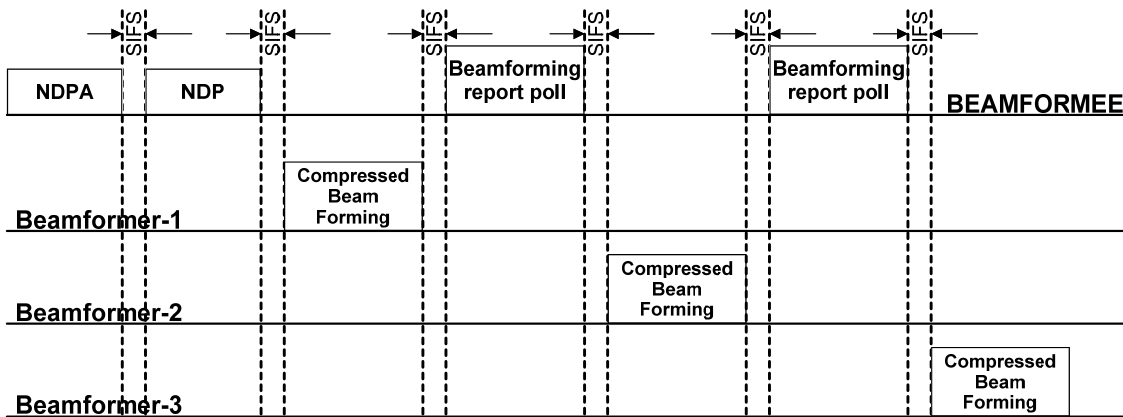 SIFS SIFS SIFS SIFS SIFS SIFS
NDPA
NDP
Beamforming
report poll
Beamforming
report poll
BEAMFORMEE
Compressed
Beam
Forming
Beamformer-1
Compressed
Beam
Forming
Beamformer-2
Compressed
Beam
Forming
Beamformer-3